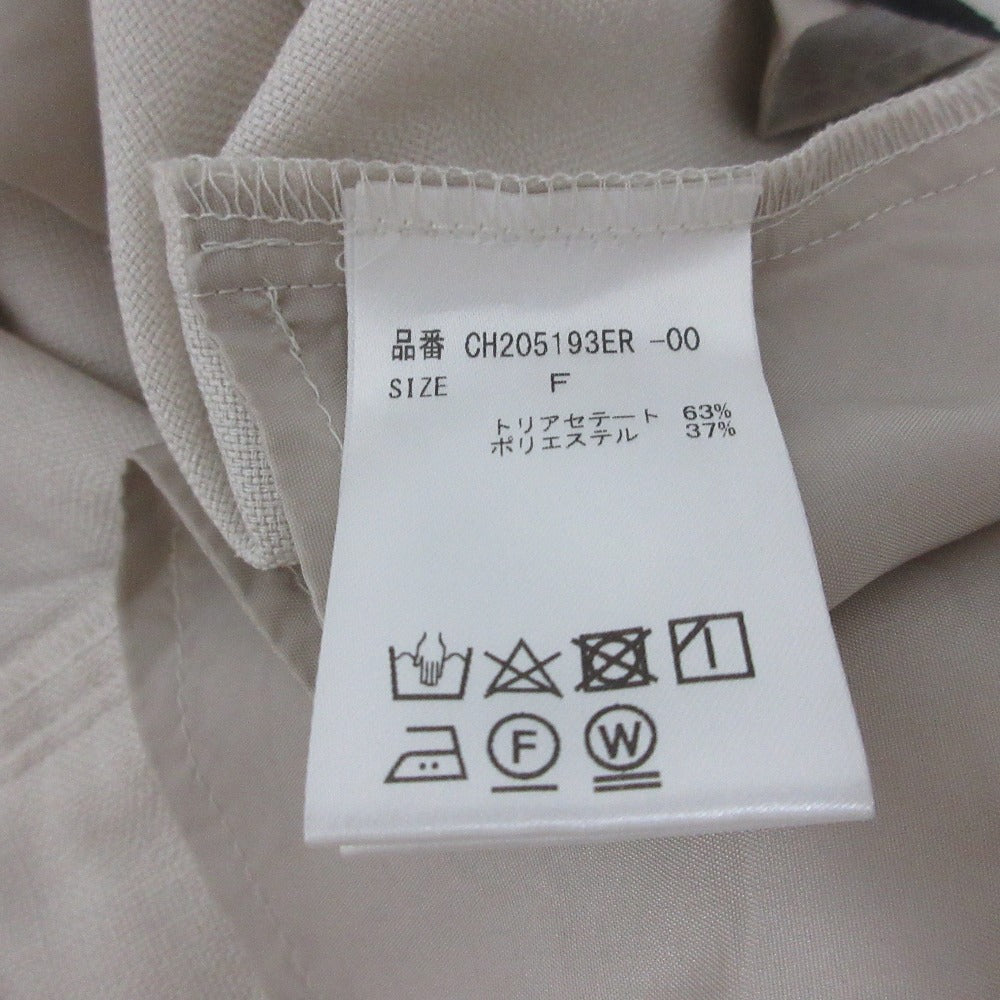 品番 CH205193ER -00
SIZE F
トリアセテート 63%
ポリエステル 37%
F W